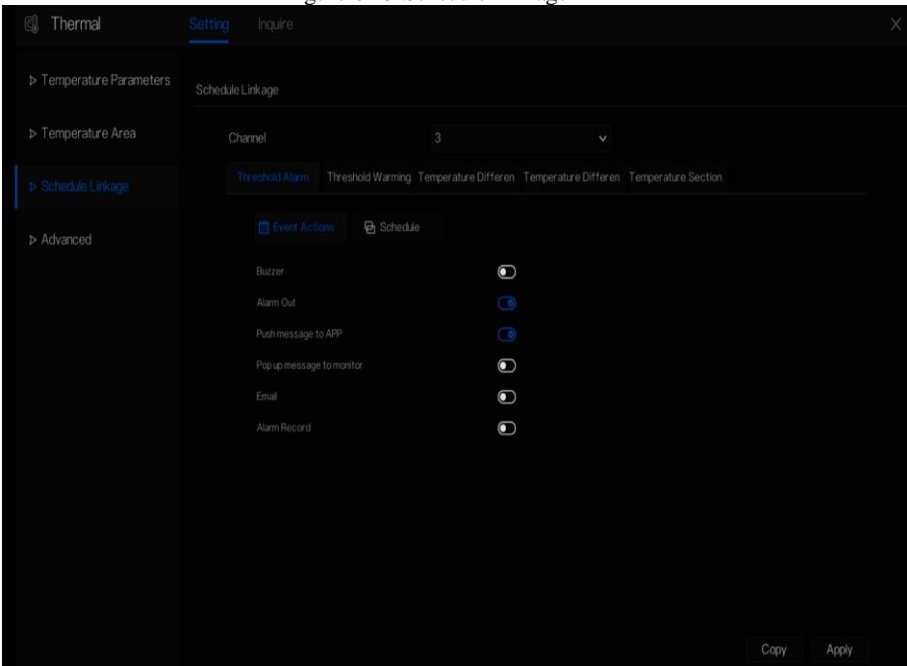 Thermal
Setting Inquire X
Temperature Parameters
Schedule Linkage
Channel 3
Temperature Area
Threshold Alarm Threshold Warming Temperature Differen Temperature Differen Temperature Section
Schedule Linkage
Event Actions Schedule
Advanced
Buzzer
Alarm Out
Push message to APP
Pop up message to monitor
Email
Alarm Record
Copy Apply